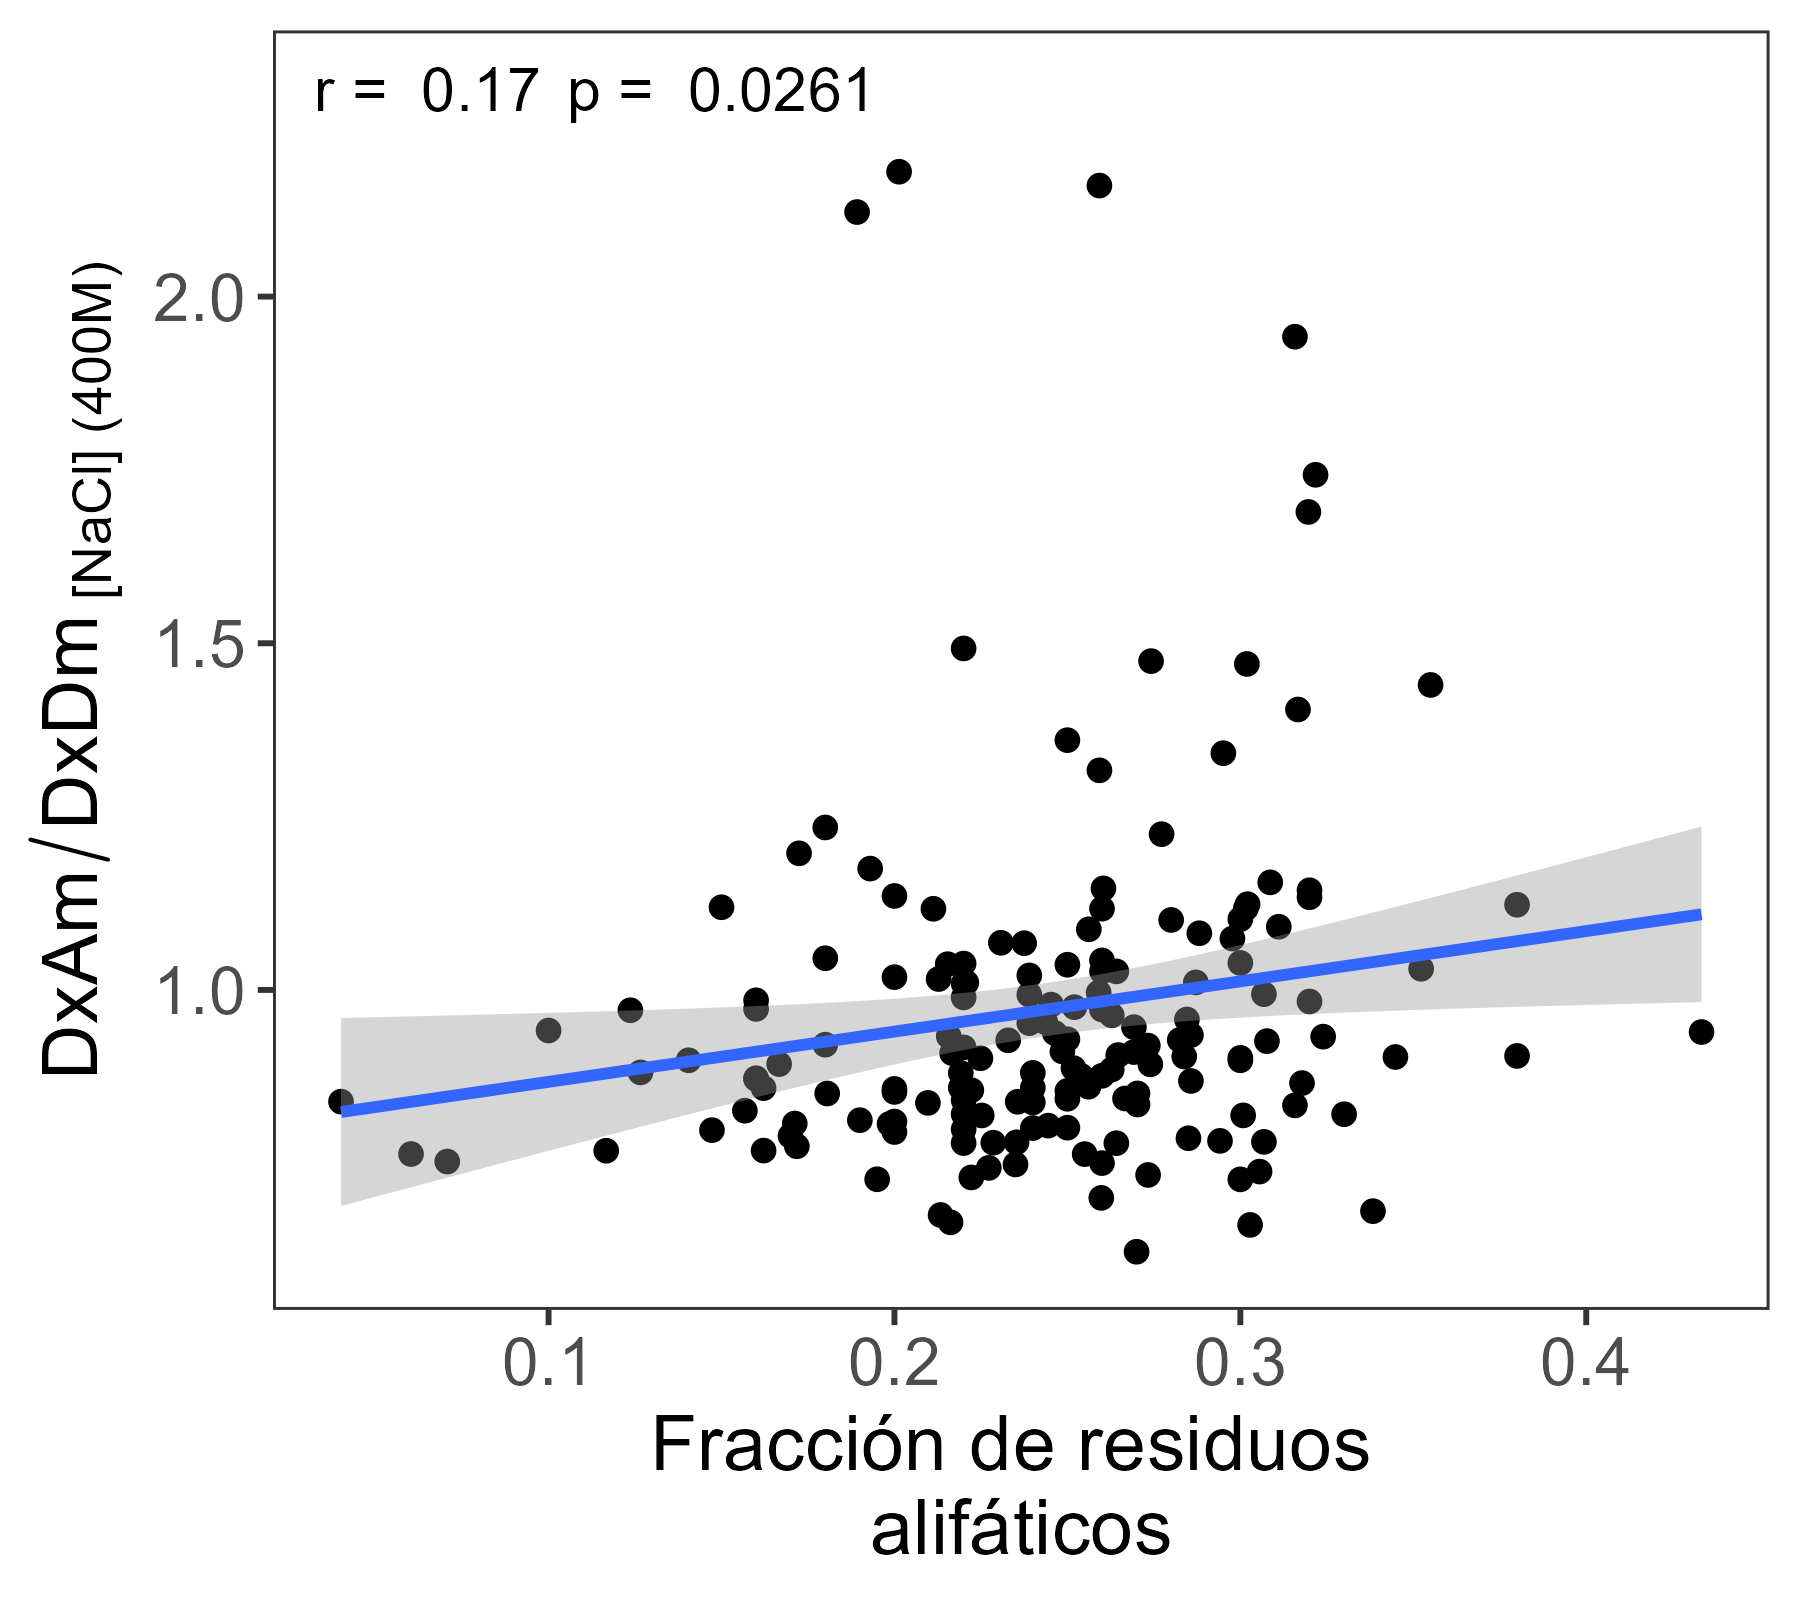 r = 0.17 p = 0.0261
DxAm/DxDm [NaCl] (400M)
2.0
1.5
1.0
0.1 0.2 0.3 0.4
Fracción de residuos
alifáticos